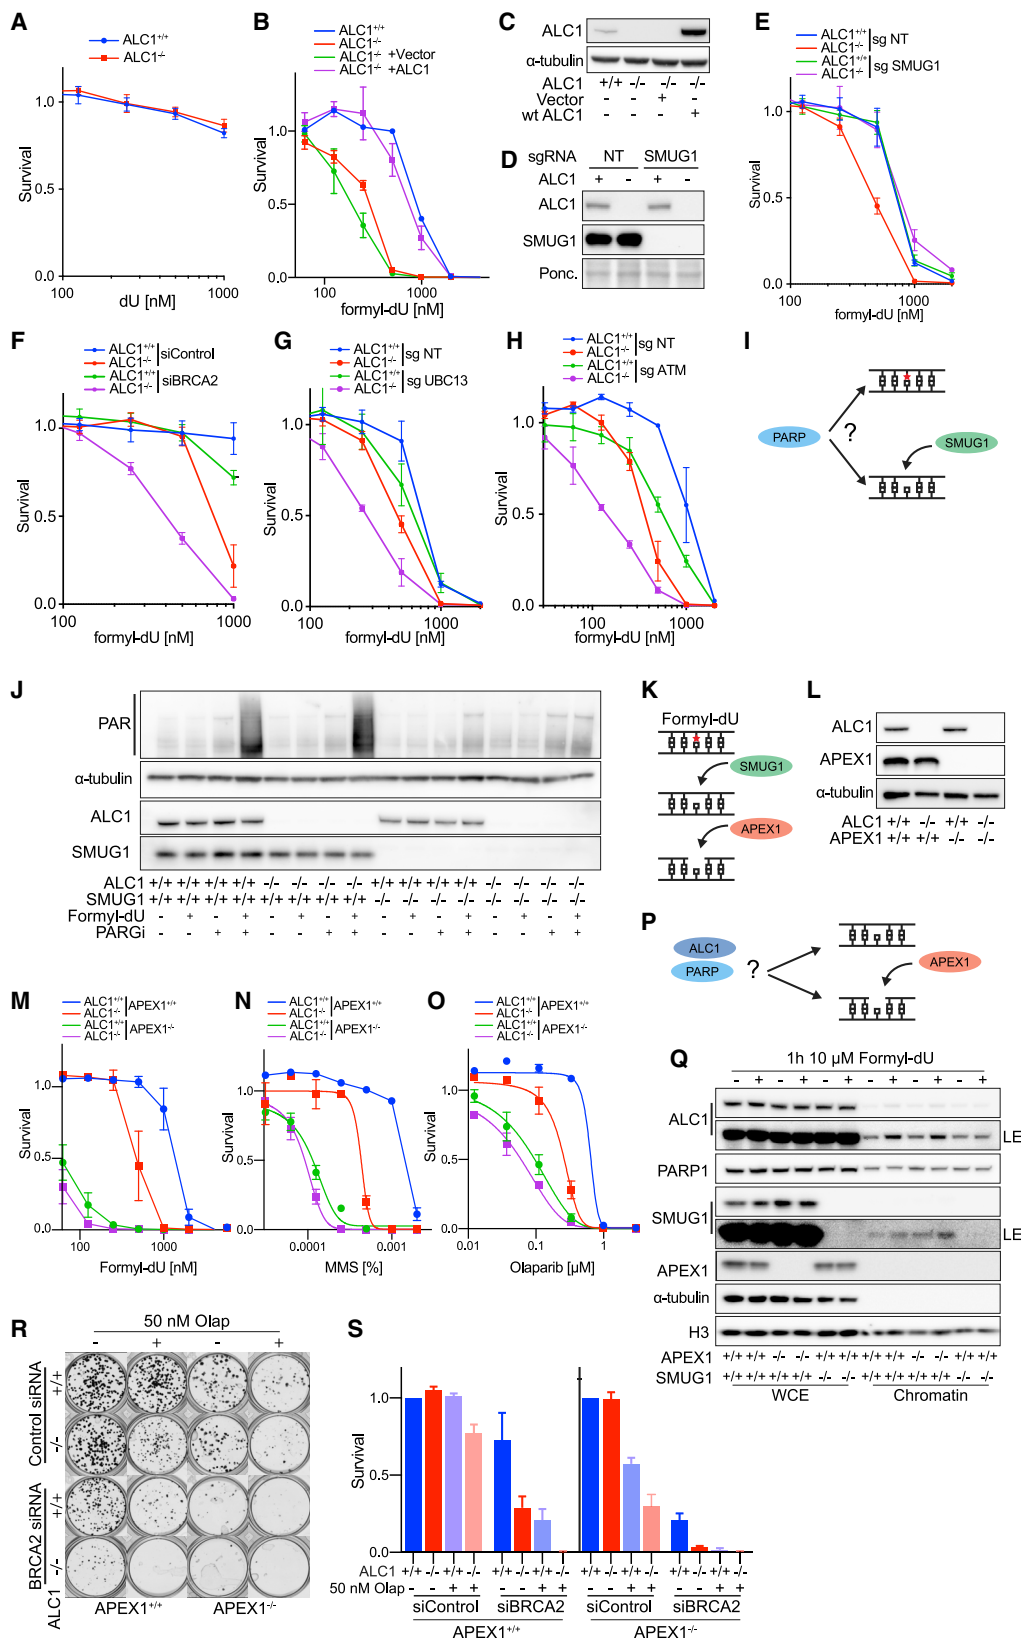 A
ALC1+/+
ALC1-/-
Survival
1.0
0.5
0.0
100
1000
dU [nM]
B
ALC1+/+
ALC1-/-
ALC1-/- +Vector
ALC1-/- +ALC1
Survival
1.0
0.5
0.0
100
1000
formyl-dU [nM]
C
ALC1
α-tubulin
ALC1 +/+ -/- -/- -/-
Vector - - + -
wt ALC1 - - - +
D
sgRNA NT SMUG1
ALC1 + - + -
ALC1
SMUG1
Ponc.
E
ALC1+/+
ALC1-/-
sg NT
ALC1+/+
ALC1-/-
sg SMUG1
Survival
1.0
0.5
0.0
100
1000
formyl-dU [nM]
F
ALC1+/+
ALC1-/-
siControl
ALC1+/+
ALC1-/-
siBRCA2
Survival
1.0
0.5
0.0
100
1000
formyl-dU [nM]
G
ALC1+/+
ALC1-/-
sg NT
ALC1+/+
ALC1-/-
sg UBC13
Survival
1.0
0.5
0.0
100
1000
formyl-dU [nM]
H
ALC1+/+
ALC1-/-
sg NT
ALC1+/+
ALC1-/-
sg ATM
Survival
1.0
0.5
0.0
100
1000
formyl-dU [nM]
I
PARP
?
SMUG1
J
PAR
α-tubulin
ALC1
SMUG1
ALC1 +/+ +/+ +/+ +/+ -/- -/- -/- -/- +/+ +/+ +/+ +/+ -/- -/- -/- -/-
SMUG1 +/+ +/+ +/+ +/+ +/+ +/+ +/+ +/+ -/- -/- -/- -/- -/- -/- -/- -/-
Formyl-dU - + - + - + - + - + - + - + - +
PARGi - - + + - - + + - - + + - - + +
K
Formyl-dU
SMUG1
APEX1
L
ALC1
APEX1
α-tubulin
ALC1 +/+ -/- +/+ -/-
APEX1 +/+ +/+ -/- -/-
M
ALC1+/+
ALC1-/-
APEX1+/+
ALC1+/+
ALC1-/-
APEX1-/-
Survival
1.0
0.5
0.0
100
1000
Formyl-dU [nM]
N
ALC1+/+
ALC1-/-
APEX1+/+
ALC1+/+
ALC1-/-
APEX1-/-
Survival
1.0
0.5
0.0
0.0001
0.001
MMS [%]
O
ALC1+/+
ALC1-/-
APEX1+/+
ALC1+/+
ALC1-/-
APEX1-/-
Survival
1.0
0.5
0.0
0.01
0.1
1
Olaparib [µM]
P
ALC1
PARP
?
APEX1
Q
1h 10 µM Formyl-dU
- + - + - + - + - + - +
ALC1
LE
PARP1
SMUG1
LE
APEX1
α-tubulin
H3
APEX1 +/+ +/+ -/- -/- +/+ +/+ +/+ +/+ -/- -/- +/+ +/+
SMUG1 +/+ +/+ +/+ +/+ -/- -/- +/+ +/+ +/+ +/+ -/- -/-
WCE
Chromatin
R
50 nM Olap
- + - +
Control siRNA
+/+
-/-
BRCA2 siRNA
+/+
-/-
ALC1
APEX1+/+
APEX1-/-
S
Survival
1.0
0.5
0.0
ALC1 +/+ -/- +/+ -/- +/+ -/- +/+ -/- +/+ -/- +/+ -/- +/+ -/- +/+ -/-
50 nM Olap + + + + + + + +
siControl siBRCA2 siControl siBRCA2
APEX1+/+
APEX1-/-